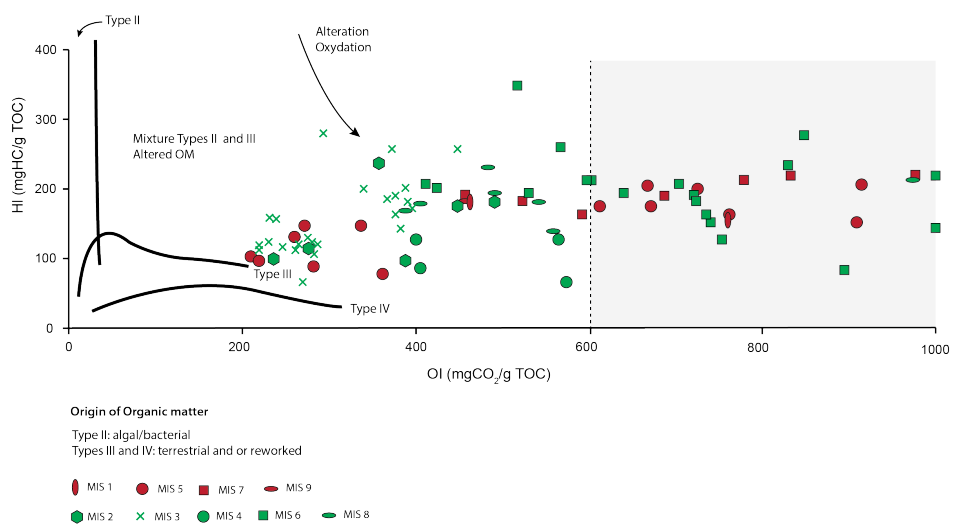 Type II
Alteration
Oxydation
400
300
200
100
0
HI (mgHC/g TOC)
Mixture Types II and III
Altered OM
Type III
Type IV
0
200
400
600
800
1000
OI (mgCO2/g TOC)
Origin of Organic matter
Type II: algal/bacterial
Types III and IV: terrestrial and or reworked
MIS 1
MIS 5
MIS 7
MIS 9
MIS 2
MIS 3
MIS 4
MIS 6
MIS 8